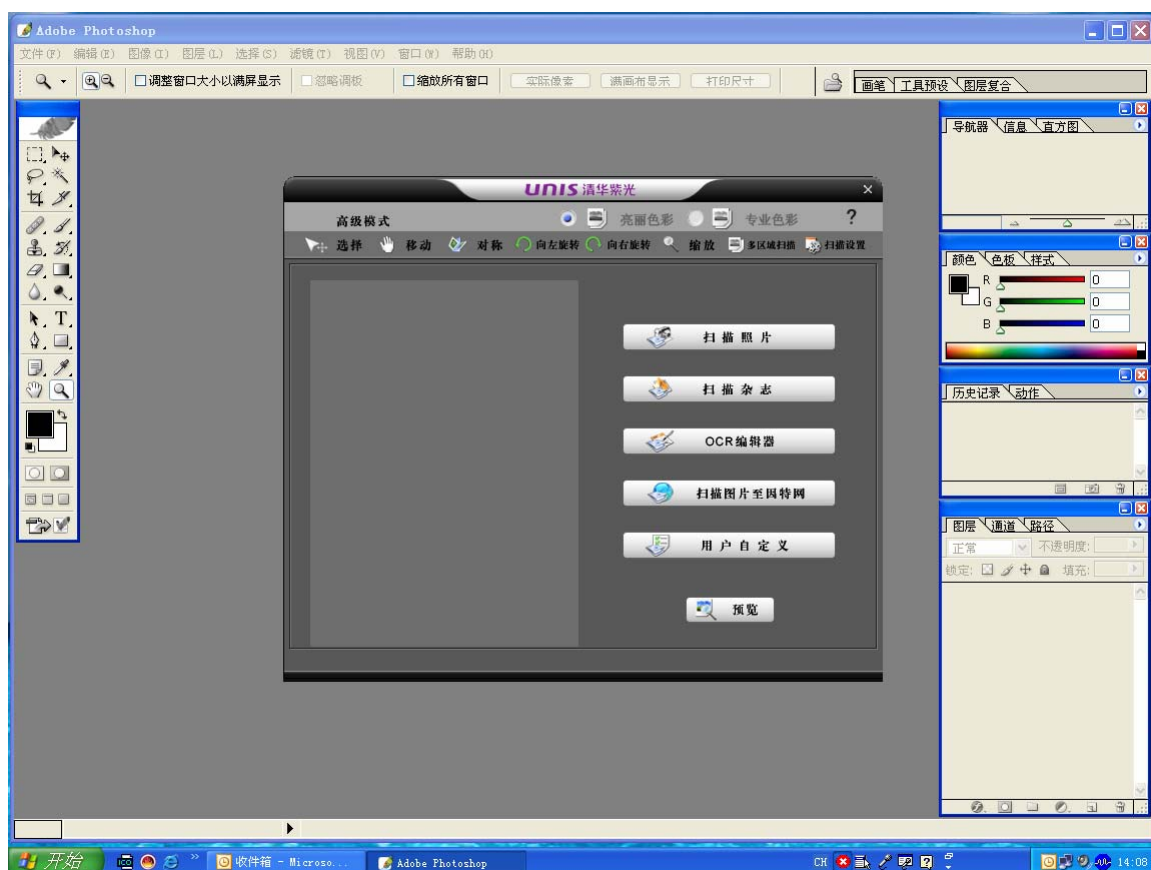 Adobe Photoshop
文件(F) 编辑(E) 图像(I) 图层(L) 选择(S) 滤镜(T) 视图(V) 窗口(W) 帮助(H)
调整窗口大小以满屏显示 忽略调板 缩放所有窗口 实际像素 满画布显示 打印尺寸 画笔 工具预设 图层复合
导航器 信息 直方图
UNIS 清华紫光
高级模式 亮丽色彩 专业色彩 ?
选择 移动 对称 向左旋转 向右旋转 缩放 多区域扫描 扫描设置
颜色 色板 样式
R 0
G 0
B 0
扫描照片
扫描杂志
OCR编辑器
扫描图片至因特网
用户自定义
预览
历史记录 动作
图层 通道 路径
正常 不透明度:
锁定: 填充:
开始 收件箱 - Microso... Adobe Photoshop CH 14:08